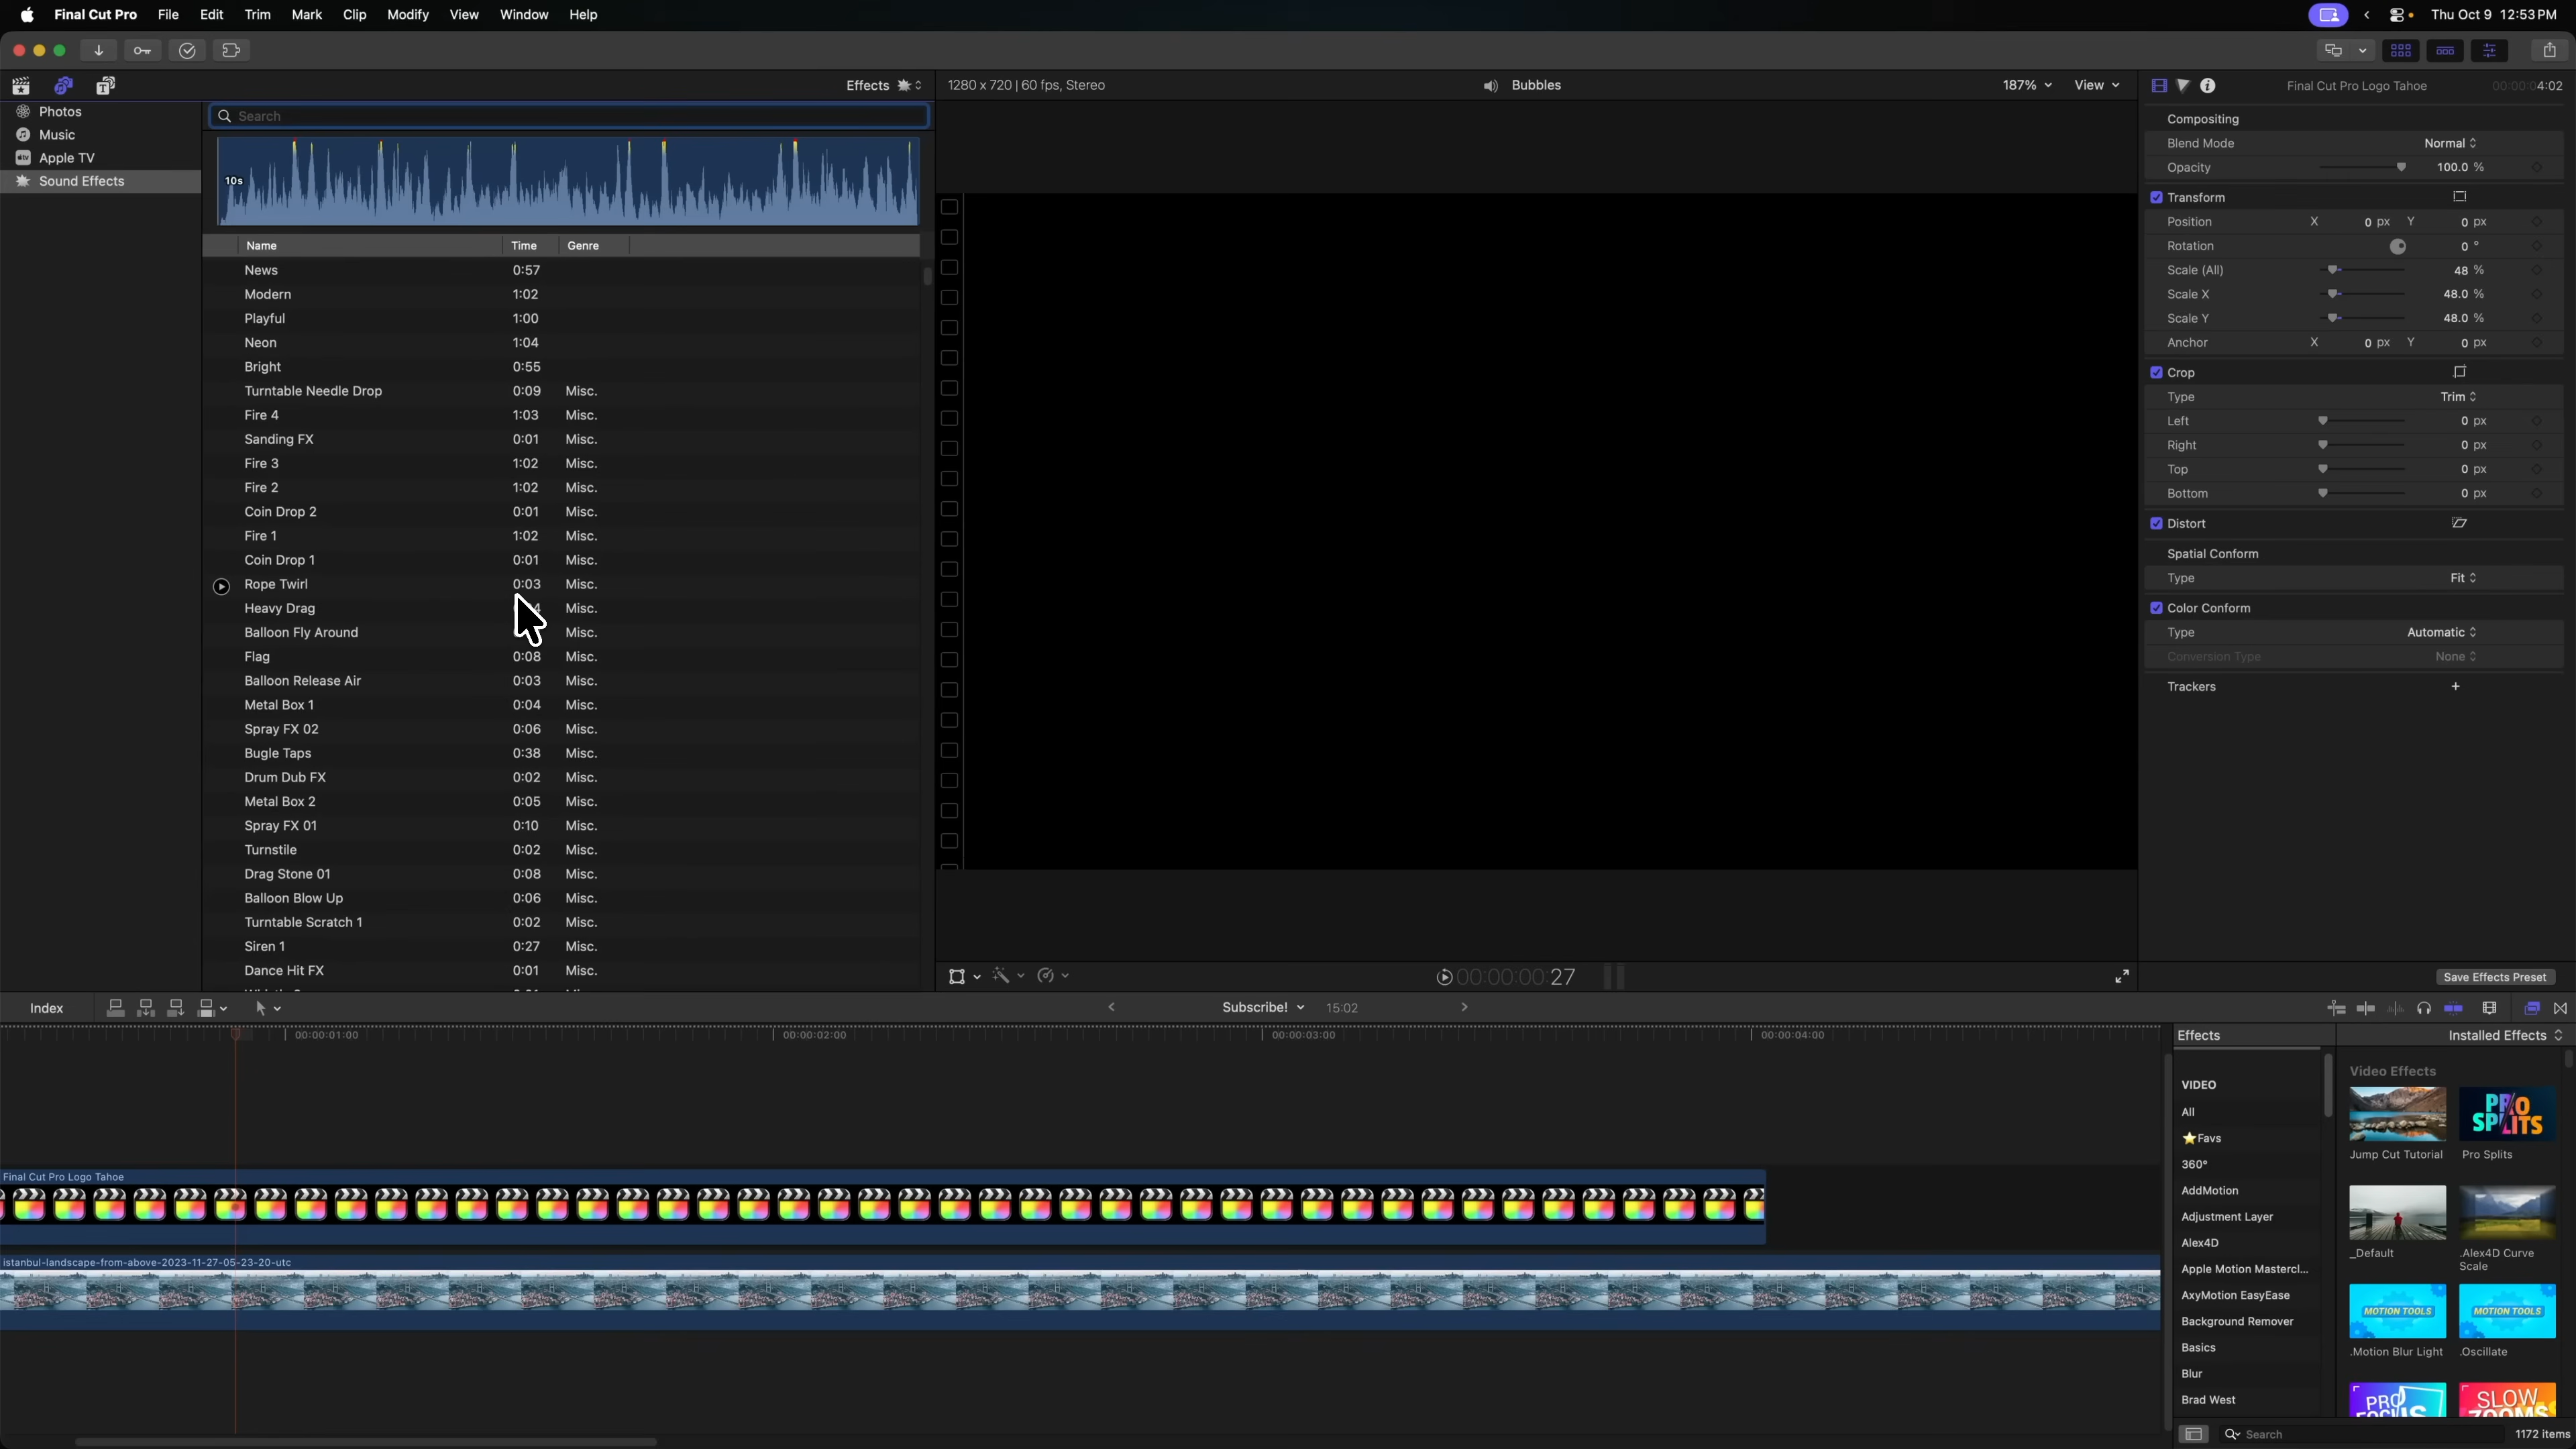 Final Cut Pro File Edit Trim Mark Clip Modify View Window Help
Thu Oct 9 12:53 PM
Effects
1280 x 720 | 60 fps, Stereo
Bubbles
187%
View
Final Cut Pro Logo Tahoe
00:00:04:02
Photos
Music
Apple TV
Sound Effects
Search
10s
Name Time Genre
News 0:57
Modern 1:02
Playful 1:00
Neon 1:04
Bright 0:55
Turntable Needle Drop 0:09 Misc.
Fire 4 1:03 Misc.
Sanding FX 0:01 Misc.
Fire 3 1:02 Misc.
Fire 2 1:02 Misc.
Coin Drop 2 0:01 Misc.
Fire 1 1:02 Misc.
Coin Drop 1 0:01 Misc.
Rope Twirl 0:03 Misc.
Heavy Drag Misc.
Balloon Fly Around Misc.
Flag 0:08 Misc.
Balloon Release Air 0:03 Misc.
Metal Box 1 0:04 Misc.
Spray FX 02 0:06 Misc.
Bugle Taps 0:38 Misc.
Drum Dub FX 0:02 Misc.
Metal Box 2 0:05 Misc.
Spray FX 01 0:10 Misc.
Turnstile 0:02 Misc.
Drag Stone 01 0:08 Misc.
Balloon Blow Up 0:06 Misc.
Turntable Scratch 1 0:02 Misc.
Siren 1 0:27 Misc.
Dance Hit FX 0:01 Misc.
00:00:00:27
Compositing
Blend Mode Normal
Opacity 100.0 %
Transform
Position X 0 px Y 0 px
Rotation 0 °
Scale (All) 48 %
Scale X 48.0 %
Scale Y 48.0 %
Anchor X 0 px Y 0 px
Crop
Type Trim
Left 0 px
Right 0 px
Top 0 px
Bottom 0 px
Distort
Spatial Conform
Type Fit
Color Conform
Type Automatic
Conversion Type None
Trackers +
Save Effects Preset
Index
Subscribe! 15:02
00:00:01:00 00:00:02:00 00:00:03:00 00:00:04:00
Final Cut Pro Logo Tahoe
istanbul-landscape-from-above-2023-11-27-05-23-20-utc
Effects
Installed Effects
VIDEO
All
Favs
360°
AddMotion
Adjustment Layer
Alex4D
Apple Motion Mastercl...
AxyMotion EasyEase
Background Remover
Basics
Blur
Brad West
Video Effects
PRO SPLITS
Jump Cut Tutorial Pro Splits
_Default .Alex4D Curve Scale
MOTION TOOLS MOTION TOOLS
.Motion Blur Light .Oscillate
PRO FOCUS
SLOW ZOOMS
Search
1172 items